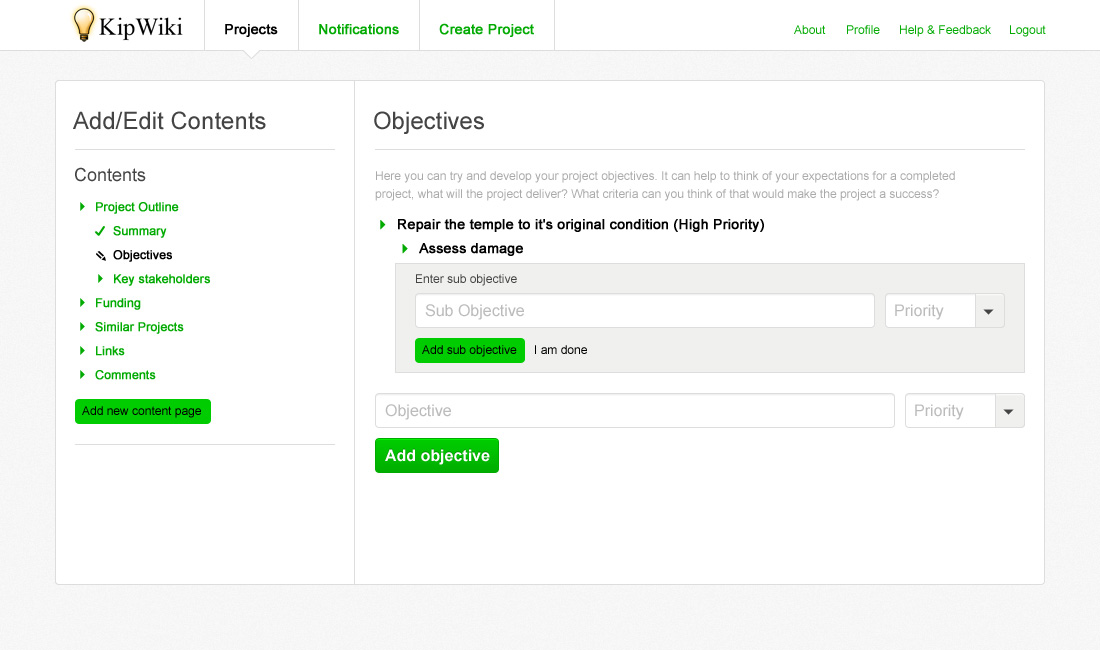 KipWiki
Projects
Notifications
Create Project
About
Profile
Help & Feedback
Logout
Add/Edit Contents
Contents
Project Outline
Summary
Objectives
Key stakeholders
Funding
Similar Projects
Links
Comments
Add new content page
Objectives
Here you can try and develop your project objectives. It can help to think of your expectations for a completed
project, what will the project deliver? What criteria can you think of that would make the project a success?
Repair the temple to it's original condition (High Priority)
Assess damage
Enter sub objective
Sub Objective
Priority
Add sub objective
I am done
Objective
Priority
Add objective